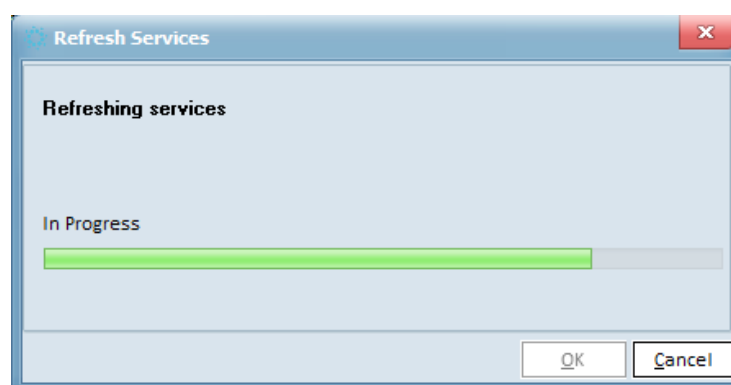 Refresh Services
Refreshing services
In Progress
OK
Cancel